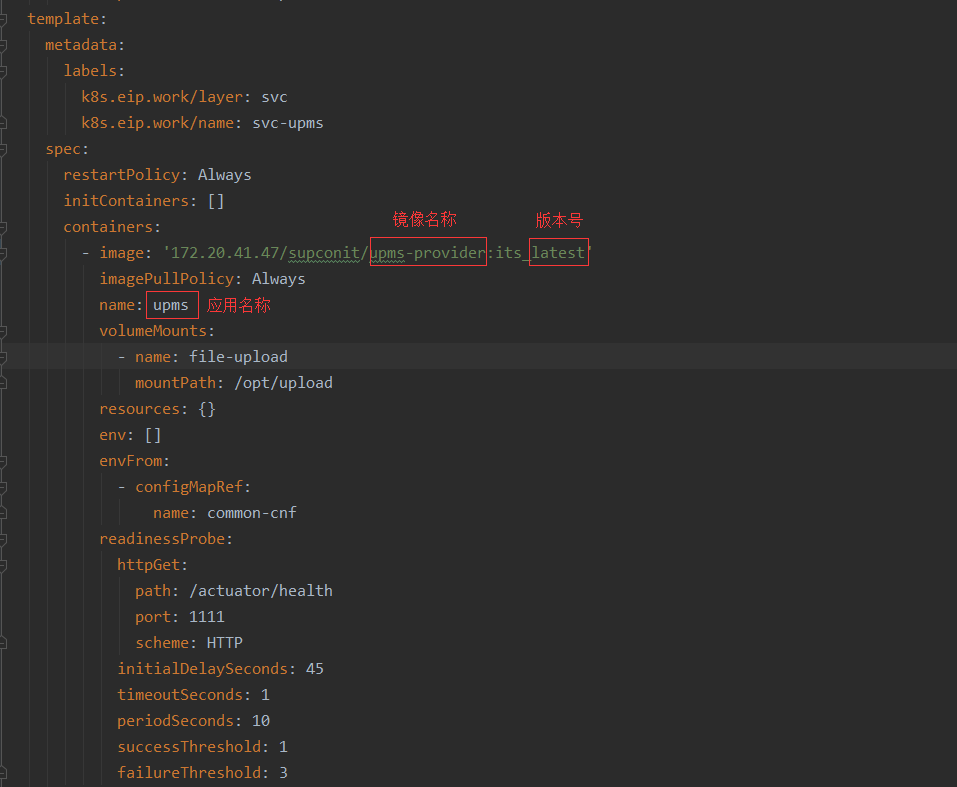 template:
metadata:
labels:
k8s.eip.work/layer: svc
k8s.eip.work/name: svc-upms
spec:
restartPolicy: Always
initContainers: []
containers:
镜像名称 版本号
- image: '172.20.41.47/supconit/upms-provider:its_latest'
imagePullPolicy: Always
name: upms 应用名称
volumeMounts:
- name: file-upload
mountPath: /opt/upload
resources: {}
env: []
envFrom:
- configMapRef:
name: common-cnf
readinessProbe:
httpGet:
path: /actuator/health
port: 1111
scheme: HTTP
initialDelaySeconds: 45
timeoutSeconds: 1
periodSeconds: 10
successThreshold: 1
failureThreshold: 3